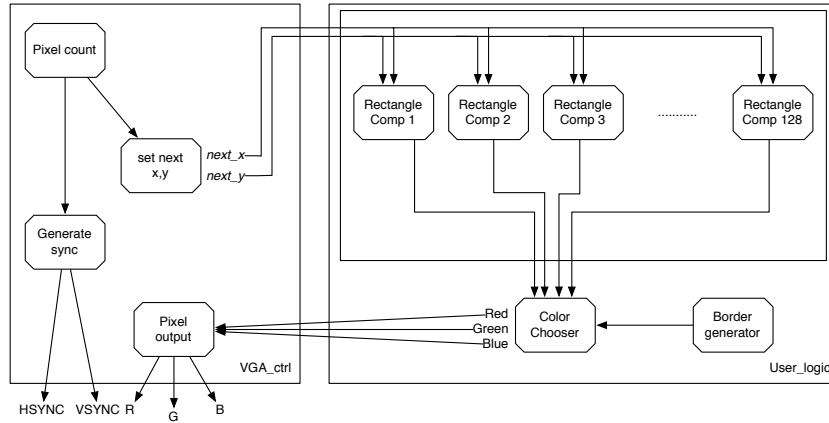 Pixel count
set next
x,y
next_x
next_y
Generate
sync
Pixel
output
VGA_ctrl
HSYNC
VSYNC
R
G
B
Rectangle
Comp 1
Rectangle
Comp 2
Rectangle
Comp 3
...........
Rectangle
Comp 128
Red
Green
Blue
Color
Chooser
Border
generator
User_logic